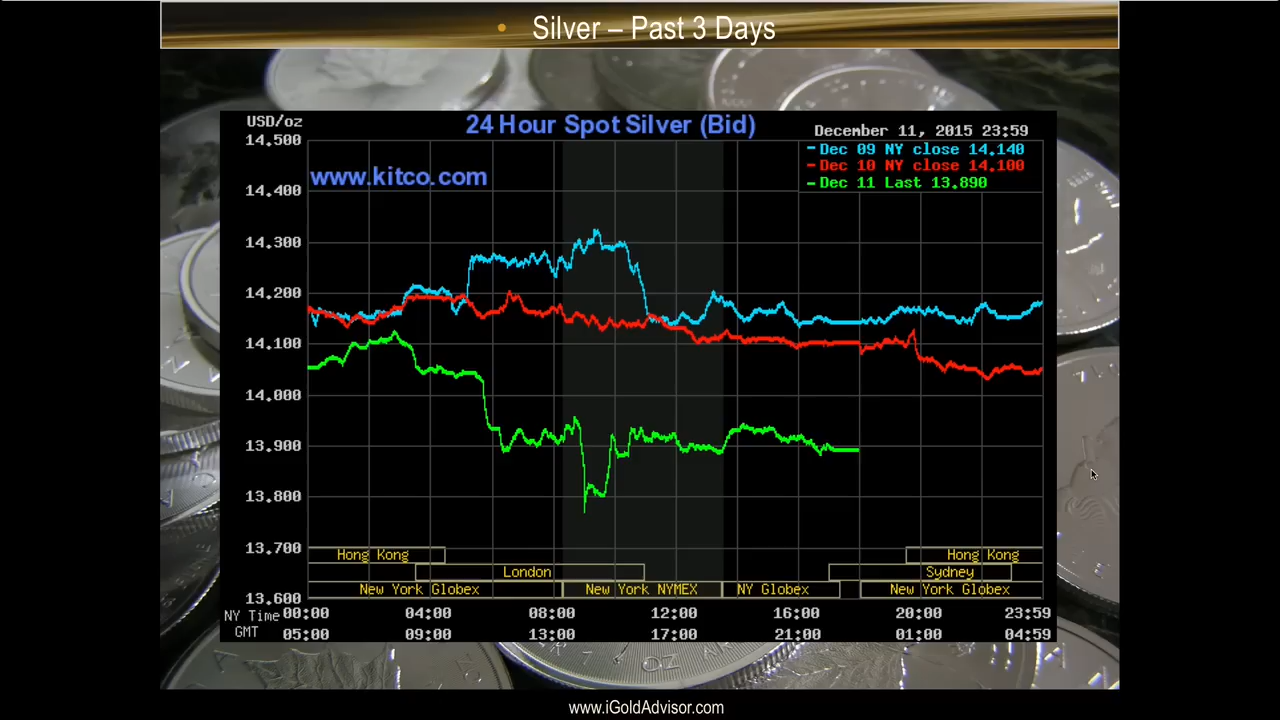 • Silver – Past 3 Days
USD/oz
24 Hour Spot Silver (Bid)
December 11, 2015 23:59
Dec 09 NY close 14.140
Dec 10 NY close 14.100
Dec 11 Last 13.890
www.kitco.com
14.500
14.400
14.300
14.200
14.100
14.000
13.900
13.800
13.700
13.600
Hong Kong Hong Kong
London Sydney
New York Globex New York NYMEX NY Globex New York Globex
NY Time 00:00 04:00 08:00 12:00 16:00 20:00 23:59
GMT 05:00 09:00 13:00 17:00 21:00 01:00 04:59
www.iGoldAdvisor.com